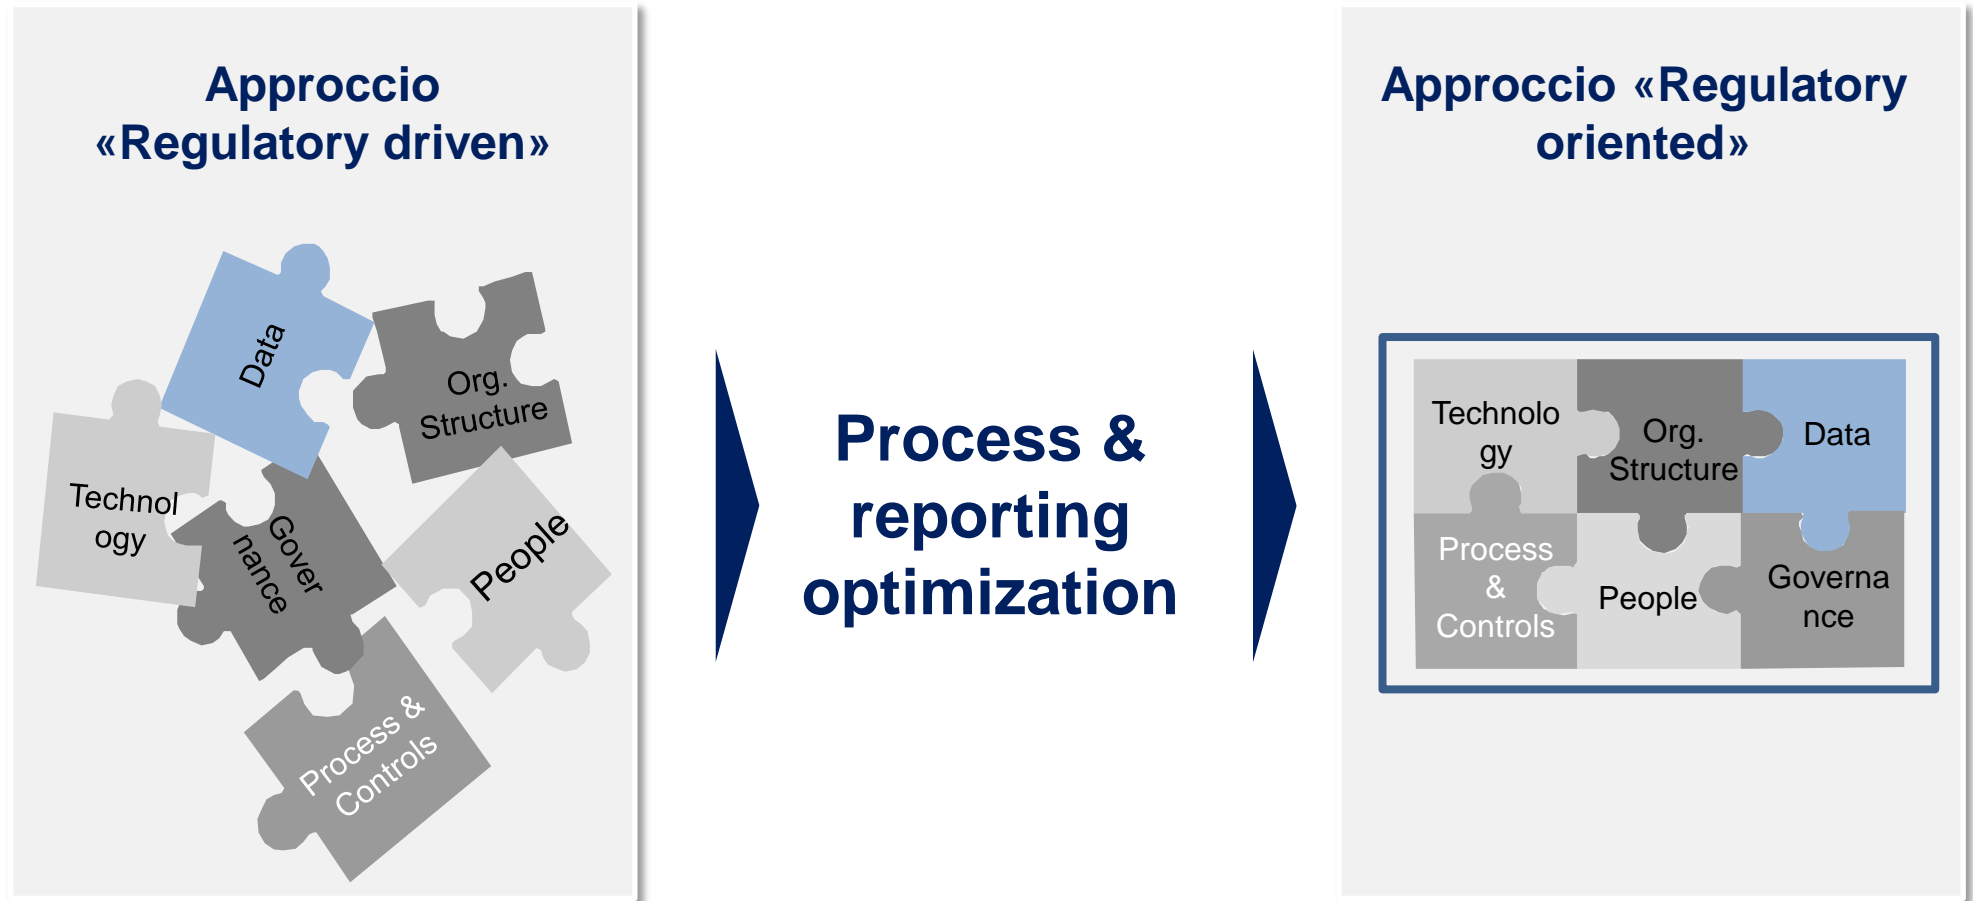 Approccio
«Regulatory driven»
Data
Org.
Structure
Technol
ogy
Gover
nance
People
Process &
Controls
Process &
reporting
optimization
Approccio «Regulatory
oriented»
Technolo
gy
Org.
Structure
Data
Process
&
Controls
People
Governa
nce